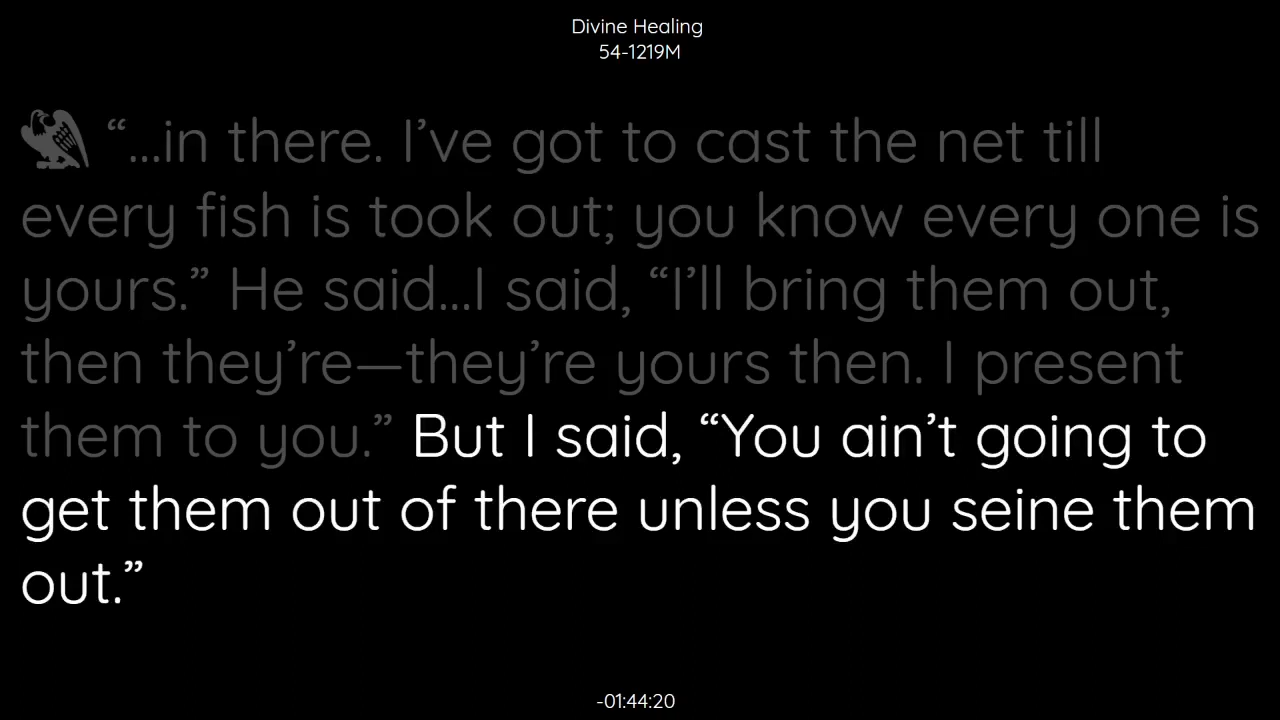 Divine Healing
54-1219M
“...in there. I’ve got to cast the net till
every fish is took out; you know every one is
yours.” He said...I said, “I’ll bring them out,
then they’re—they’re yours then. I present
them to you.” But I said, “You ain’t going to
get them out of there unless you seine them
out.”
-01:44:20